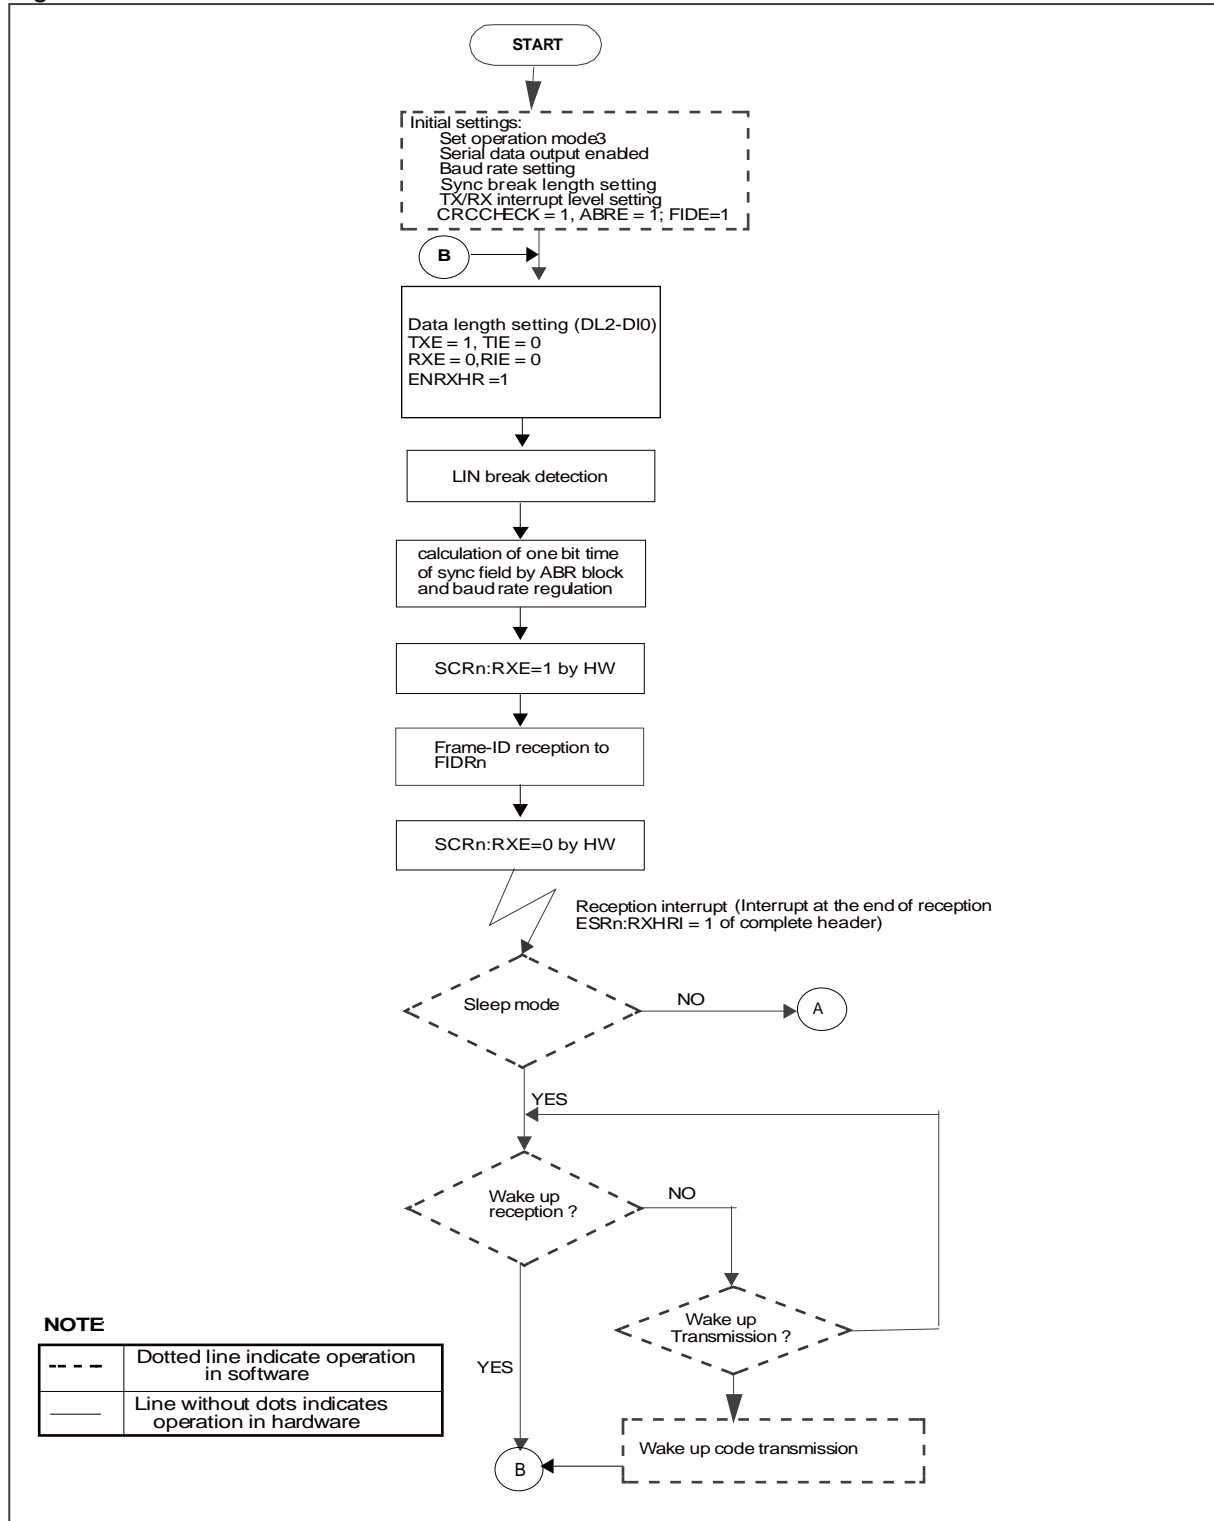 START
Initial settings:
Set operation mode3
Serial data output enabled
Baud rate setting
Sync break length setting
TX/RX interrupt level setting
CRCCHECK = 1, ABRE = 1; FIDE=1
B
Data length setting (DL2-Dl0)
TXE = 1, TIE = 0
RXE = 0,RIE = 0
ENRXHR =1
LIN break detection
calculation of one bit time
of sync field by ABR block
and baud rate regulation
SCRn:RXE=1 by HW
Frame-ID reception to
FIDRn
SCRn:RXE=0 by HW
Reception interrupt (Interrupt at the end of reception
ESRn:RXHRI = 1 of complete header)
Sleep mode
NO
A
YES
Wake up
reception ?
NO
Wake up
Transmission ?
YES
Wake up code transmission
B
NOTE
Dotted line indicate operation
in software
Line without dots indicates
operation in hardware